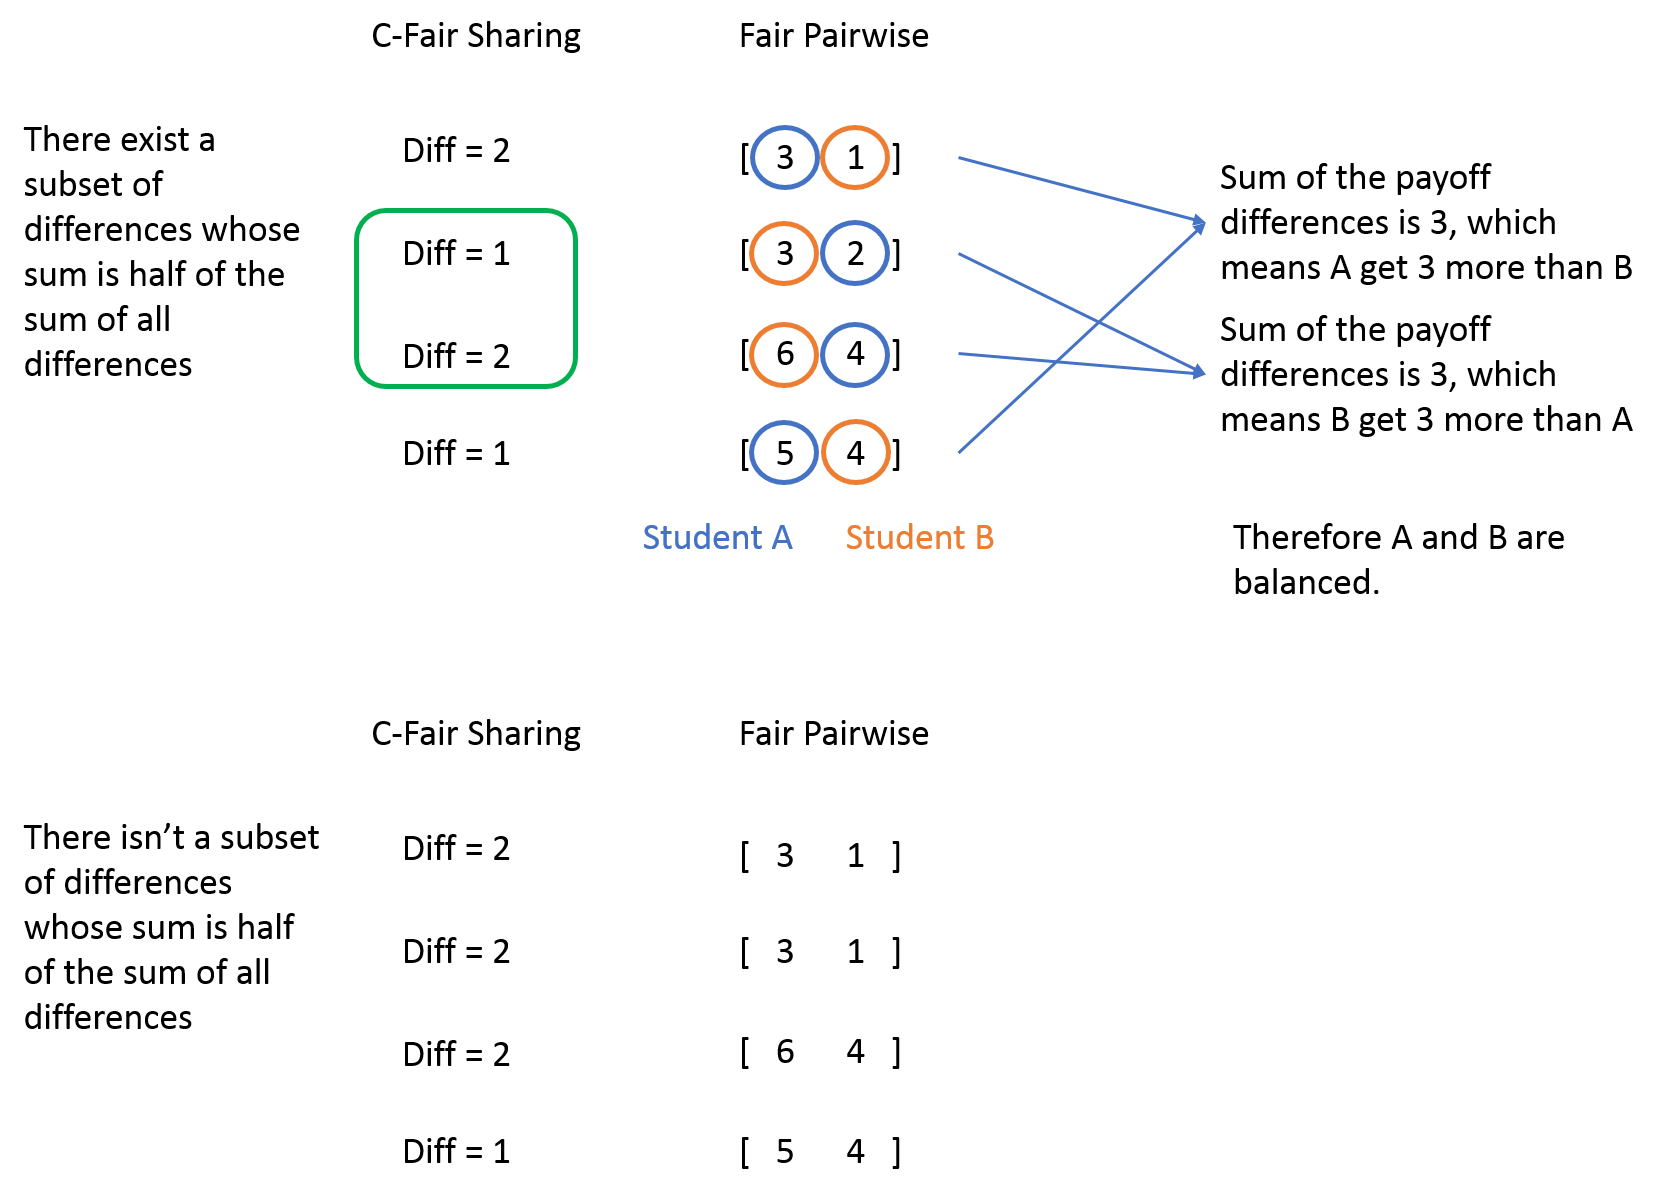 C-Fair Sharing
Fair Pairwise
There exist a
subset of
differences whose
sum is half of the
sum of all
differences
Diff = 2
Diff = 1
Diff = 2
Diff = 1
[ 3 1 ]
[ 3 2 ]
[ 6 4 ]
[ 5 4 ]
Student A
Student B
Sum of the payoff
differences is 3, which
means A get 3 more than B
Sum of the payoff
differences is 3, which
means B get 3 more than A
Therefore A and B are
balanced.
C-Fair Sharing
Fair Pairwise
There isn’t a subset
of differences
whose sum is half
of the sum of all
differences
Diff = 2
Diff = 2
Diff = 2
Diff = 1
[ 3 1 ]
[ 3 1 ]
[ 6 4 ]
[ 5 4 ]